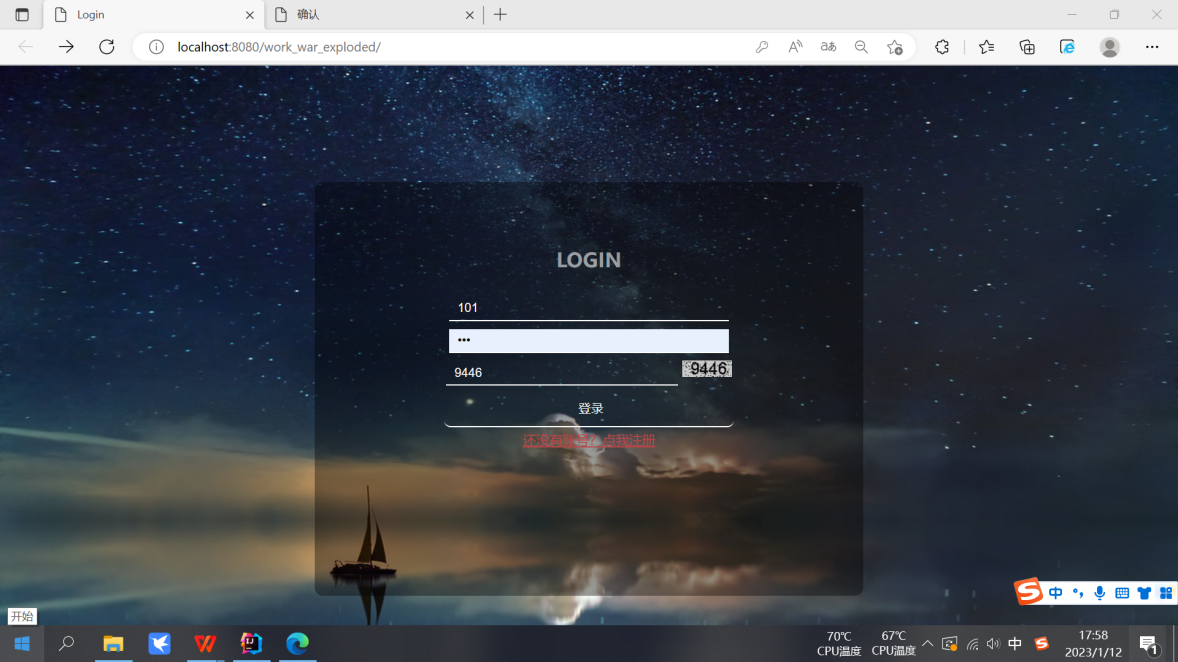 Login
确认
localhost:8080/work_war_exploded/
LOGIN
101
•••
9446
9446
登录
还没有账号？点我注册
中
开始
70℃
CPU温度
67℃
CPU温度
中
17:58
2023/1/12
1